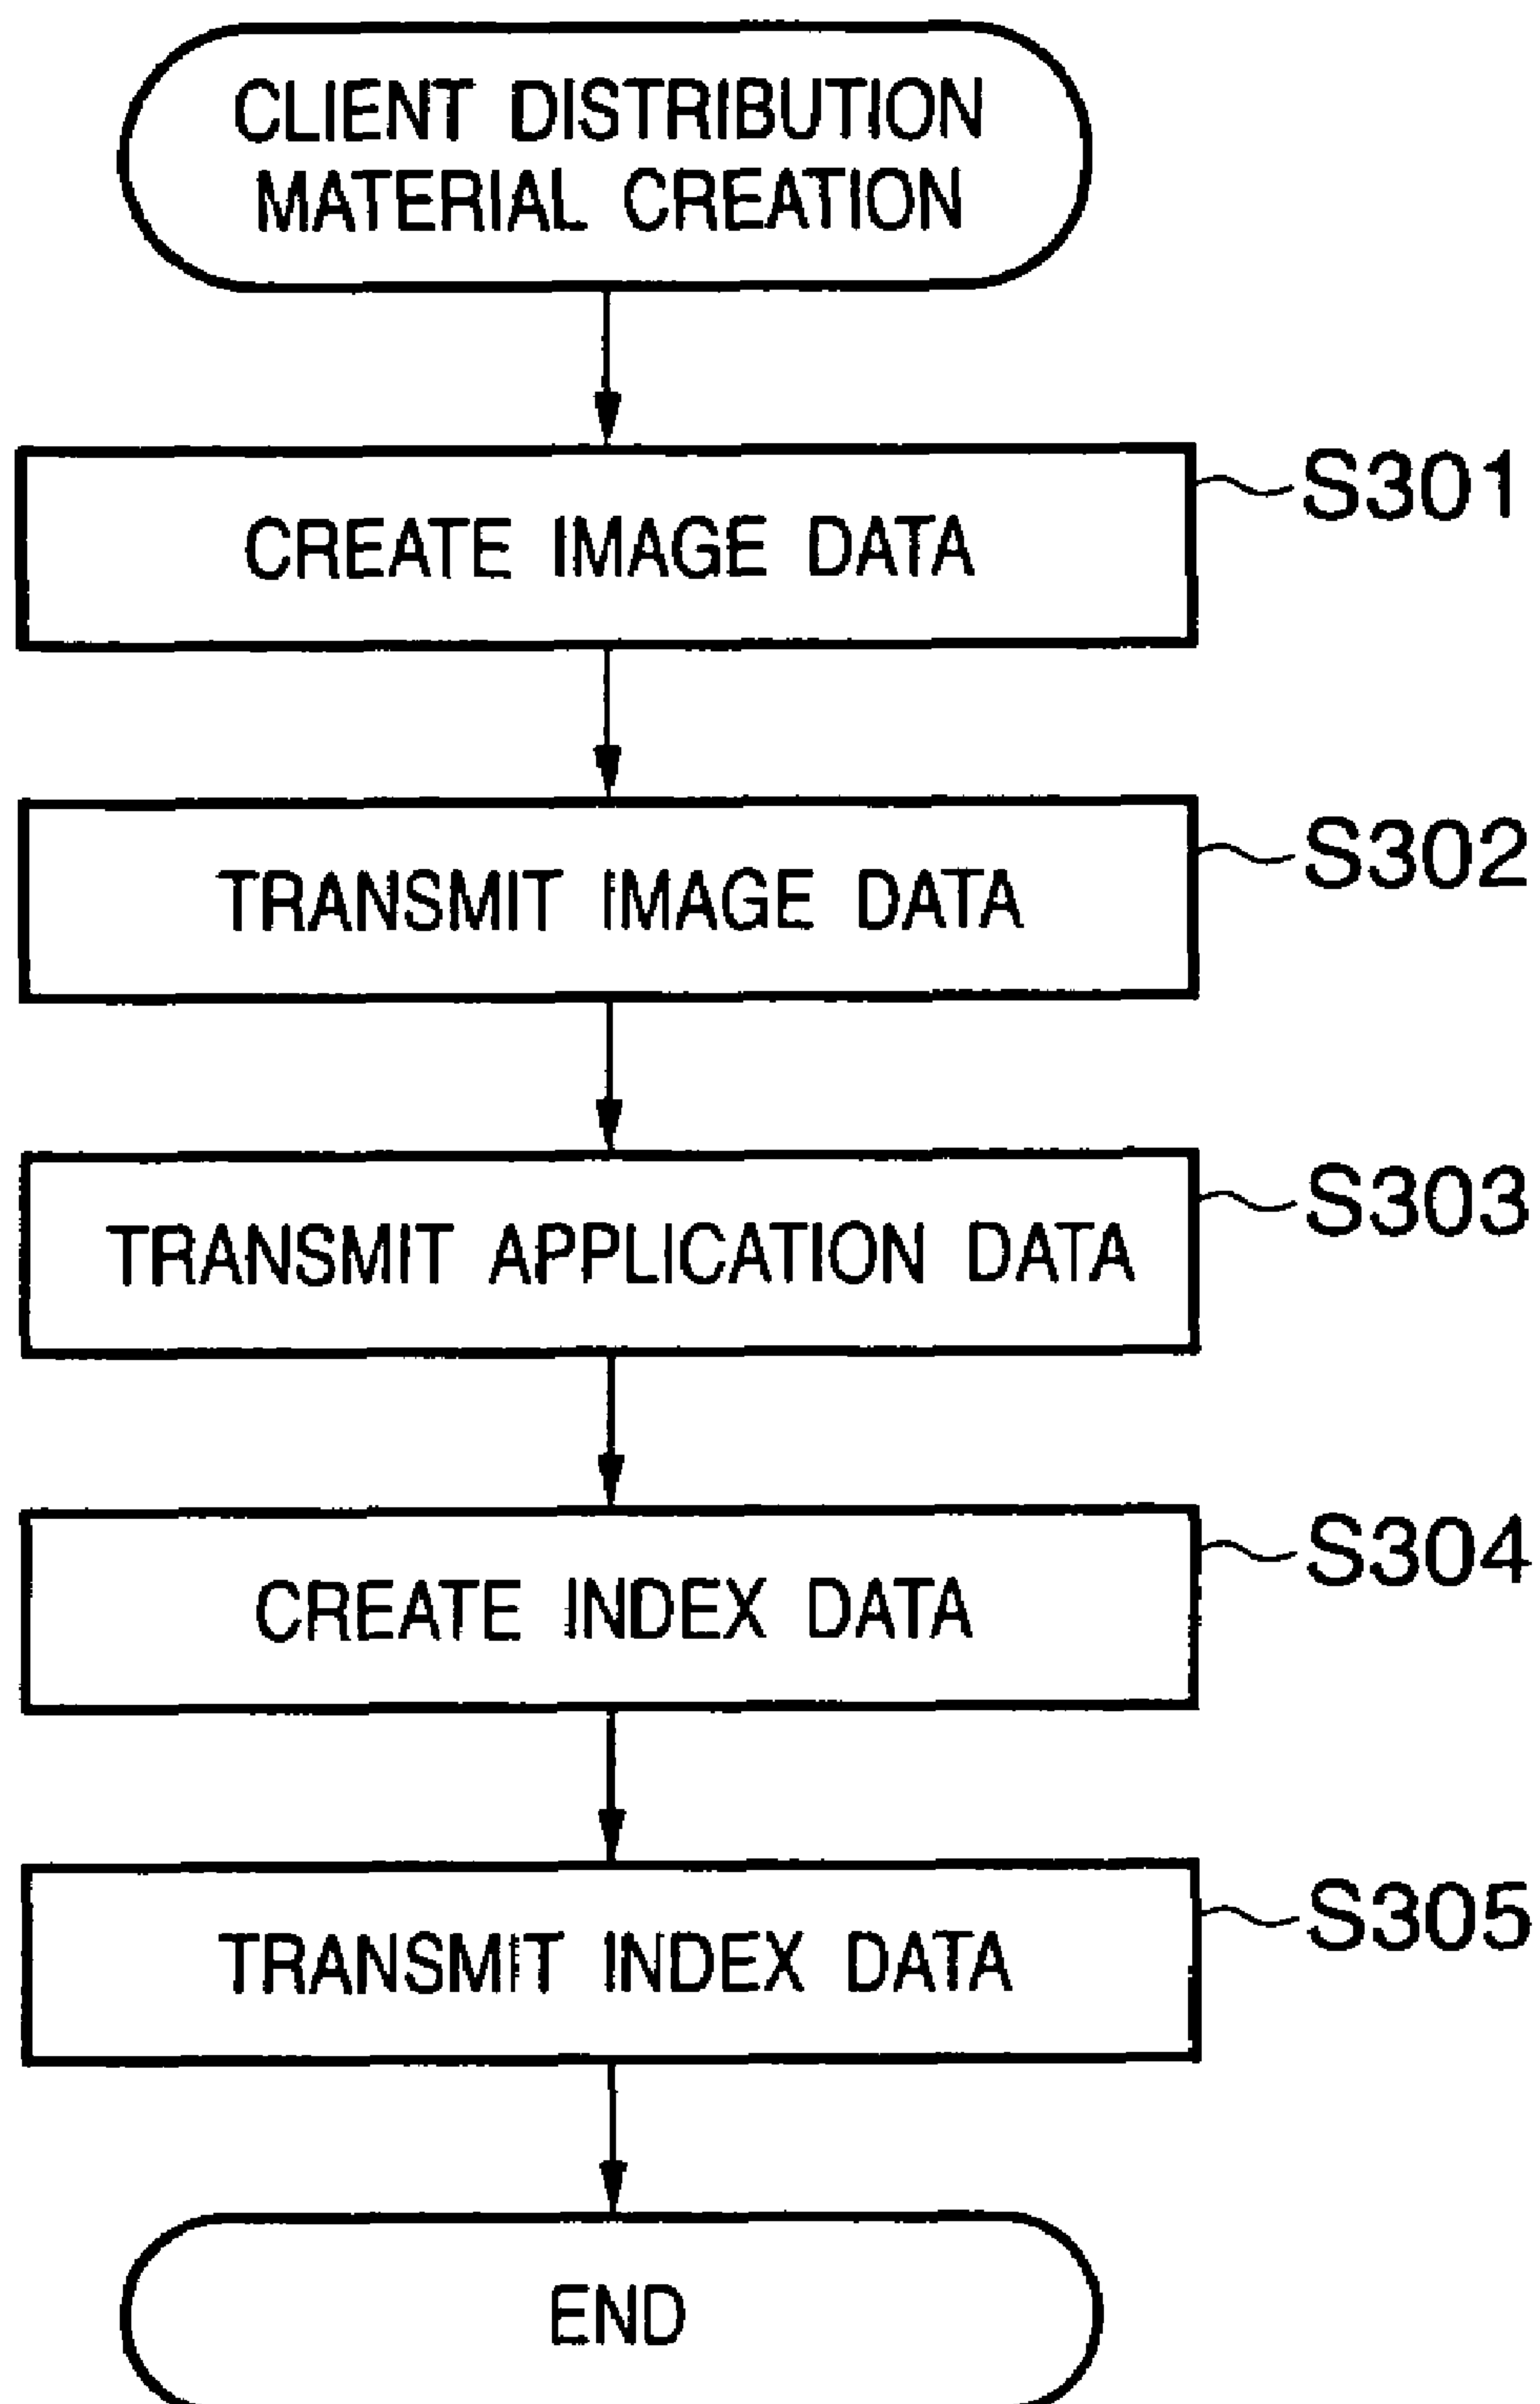 CLIENT DISTRIBUTION
MATERIAL CREATION
CREATE IMAGE DATA
S301
TRANSMIT IMAGE DATA
S302
TRANSMIT APPLICATION DATA
S303
CREATE INDEX DATA
S304
TRANSMIT INDEX DATA
S305
END